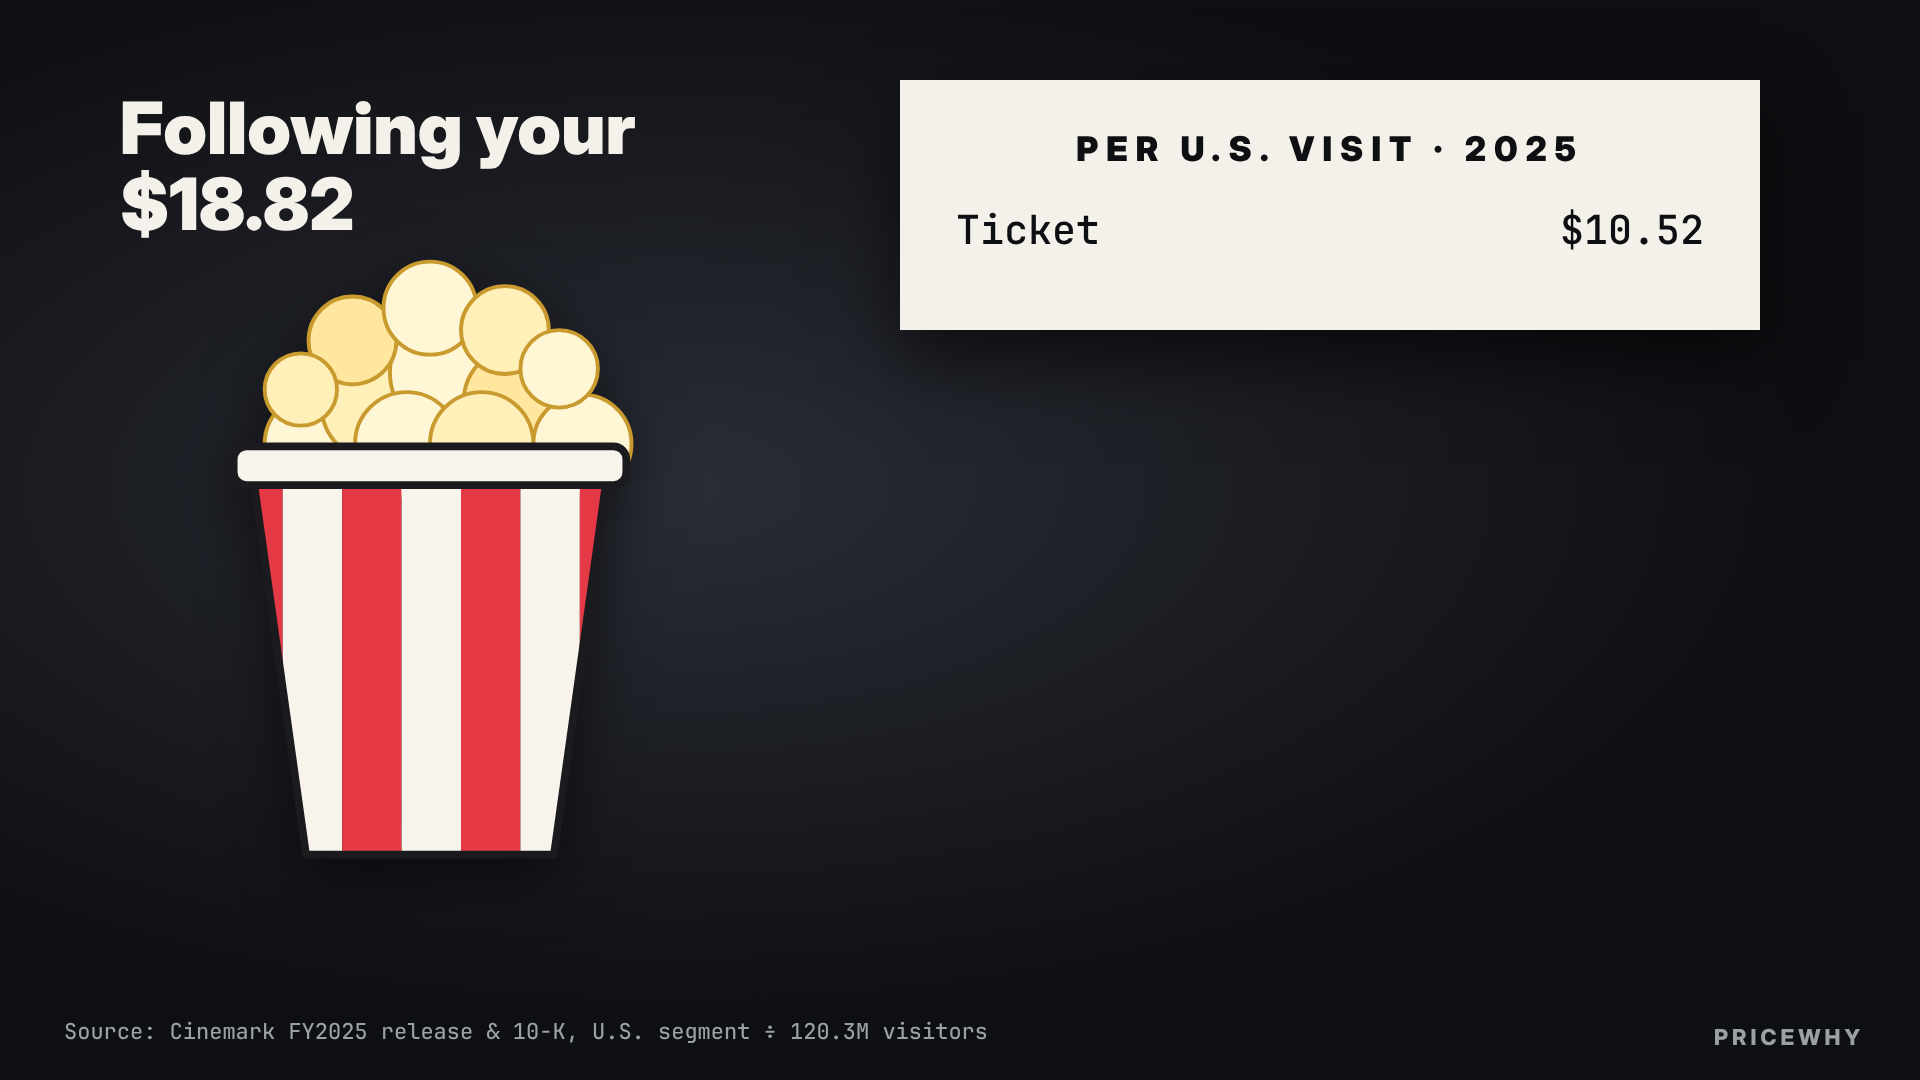 Following your
$18.82
PER U.S. VISIT · 2025
Ticket $10.52
Source: Cinemark FY2025 release & 10-K, U.S. segment ÷ 120.3M visitors
PRICEWHY